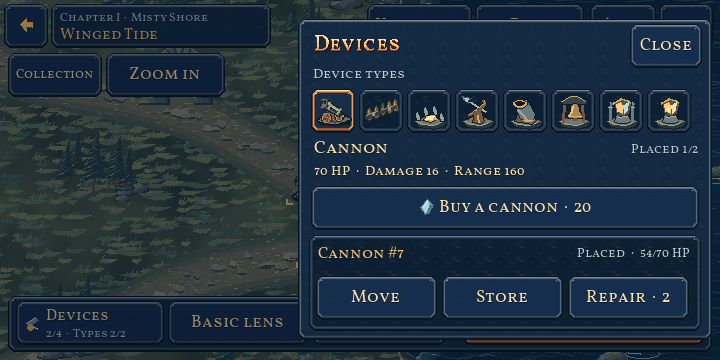 Chapter I · Misty Shore
Winged Tide
Collection
Zoom in
Devices
Close
Device types
Cannon
Placed 1/2
70 HP · Damage 16 · Range 160
Buy a cannon · 20
Cannon #7
Placed · 54/70 HP
Move
Store
Repair · 2
Devices
2/4 · Types 2/2
Basic lens